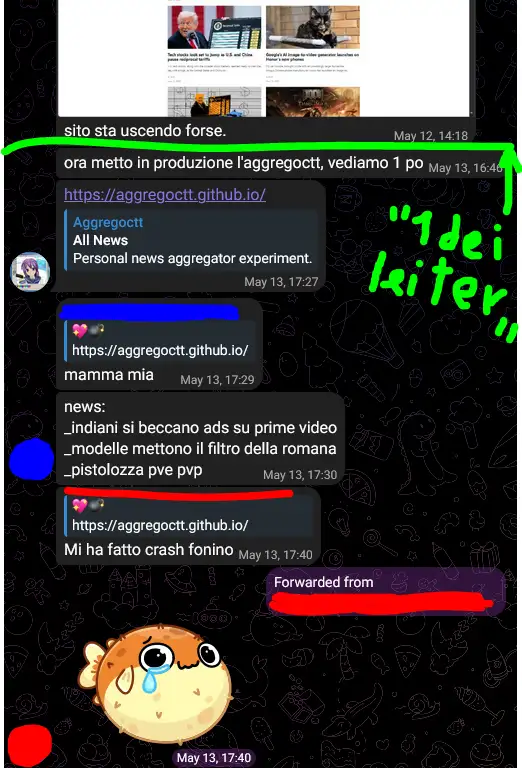 Tech stocks look set to jump as U.S. and China pause reciprocal tariffs
Google's AI image-to-video generator launches on Honor's new phones
sito sta uscendo forse.
May 12, 14:18
ora metto in produzione l'aggregoctt, vediamo 1 po
May 13, 16:46
"1 dei leiter"
https://aggregoctt.github.io/
Aggregoctt
All News
Personal news aggregator experiment.
May 13, 17:27
💖💣
https://aggregoctt.github.io/
mamma mia
May 13, 17:29
news:
_indiani si beccano ads su prime video
_modelle mettono il filtro della romana
_pistolozza pve pvp
May 13, 17:30
💖💣
https://aggregoctt.github.io/
Mi ha fatto crash fonino
May 13, 17:40
Forwarded from
May 13, 17:40